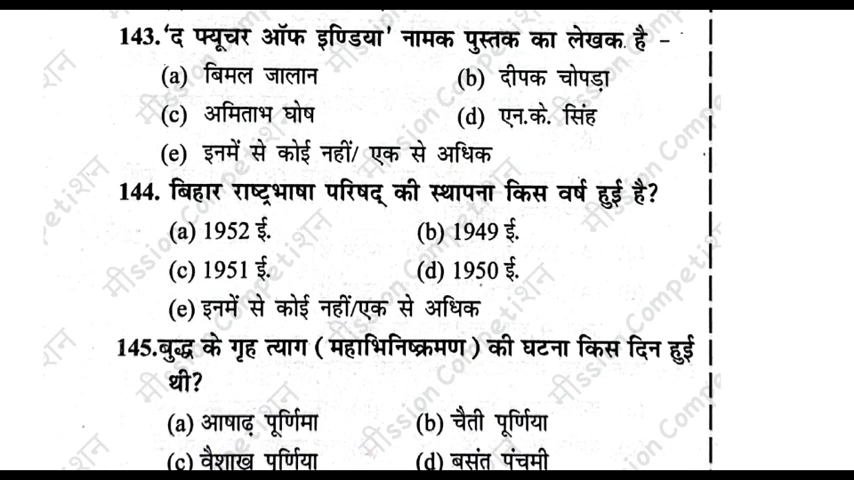 143.‘द फ्यूचर ऑफ इण्डिया’ नामक पुस्तक का लेखक है -
(a) बिमल जालान (b) दीपक चोपड़ा
(c) अमिताभ घोष (d) एन.के. सिंह
(e) इनमें से कोई नहीं/ एक से अधिक
144. बिहार राष्ट्रभाषा परिषद् की स्थापना किस वर्ष हुई है?
(a) 1952 ई. (b) 1949 ई.
(c) 1951 ई. (d) 1950 ई.
(e) इनमें से कोई नहीं/एक से अधिक
145.बुद्ध के गृह त्याग ( महाभिनिष्क्रमण ) की घटना किस दिन हुई
थी?
(a) आषाढ़ पूर्णिमा (b) चैती पूर्णिया
(c) वैशाख पूर्णिया (d) बसंत पंचमी